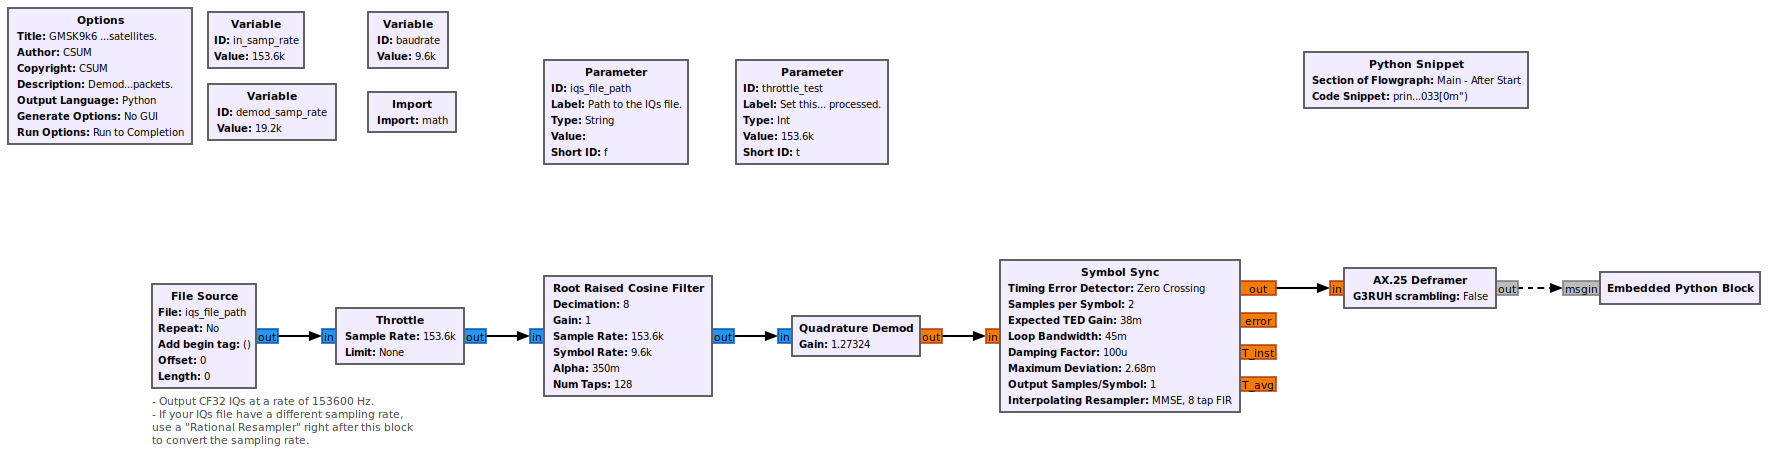 Options
Title: GMSK9k6 ...satellites.
Author: CSUM
Copyright: CSUM
Description: Demod...packets.
Output Language: Python
Generate Options: No GUI
Run Options: Run to Completion
Variable
ID: in_samp_rate
Value: 153.6k
Variable
ID: baudrate
Value: 9.6k
Variable
ID: demod_samp_rate
Value: 19.2k
Import
Import: math
Parameter
ID: iqs_file_path
Label: Path to the IQs file.
Type: String
Value:
Short ID: f
Parameter
ID: throttle_test
Label: Set this... processed.
Type: Int
Value: 153.6k
Short ID: t
Python Snippet
Section of Flowgraph: Main - After Start
Code Snippet: prin...033[0m")
File Source
File: iqs_file_path
Repeat: No
Add begin tag: ()
Offset: 0
Length: 0
out
- Output CF32 IQs at a rate of 153600 Hz.
- If your IQs file have a different sampling rate,
use a "Rational Resampler" right after this block
to convert the sampling rate.
in
Throttle
Sample Rate: 153.6k
Limit: None
out
in
Root Raised Cosine Filter
Decimation: 8
Gain: 1
Sample Rate: 153.6k
Symbol Rate: 9.6k
Alpha: 350m
Num Taps: 128
out
in
Quadrature Demod
Gain: 1.27324
out
in
Symbol Sync
Timing Error Detector: Zero Crossing
Samples per Symbol: 2
Expected TED Gain: 38m
Loop Bandwidth: 45m
Damping Factor: 100u
Maximum Deviation: 2.68m
Output Samples/Symbol: 1
Interpolating Resampler: MMSE, 8 tap FIR
out
error
T_inst
T_avg
in
AX.25 Deframer
G3RUH scrambling: False
out
msgin
Embedded Python Block